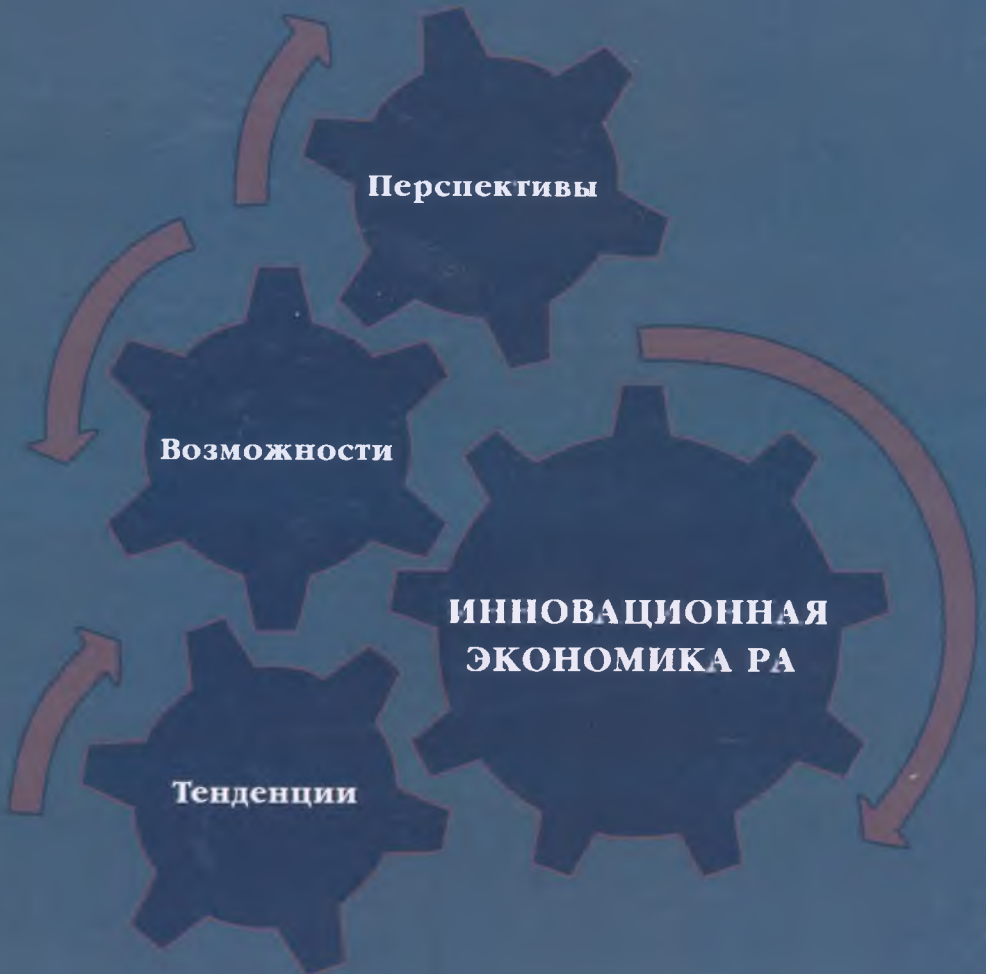 Перспективы
Возможности
ИННОВАЦИОННАЯ
ЭКОНОМИКА РА
Тенденции